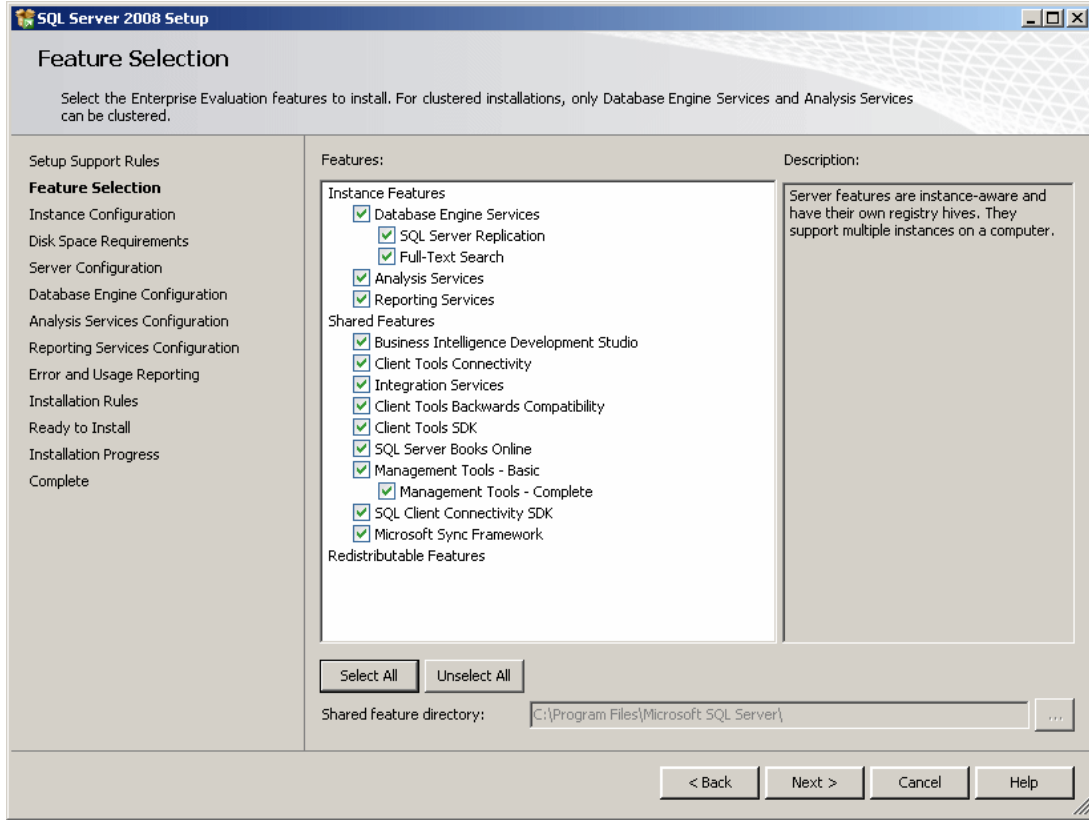 SQL Server 2008 Setup
Feature Selection
Select the Enterprise Evaluation features to install. For clustered installations, only Database Engine Services and Analysis Services
can be clustered.
Setup Support Rules
Feature Selection
Instance Configuration
Disk Space Requirements
Server Configuration
Database Engine Configuration
Analysis Services Configuration
Reporting Services Configuration
Error and Usage Reporting
Installation Rules
Ready to Install
Installation Progress
Complete
Features:
Instance Features
Database Engine Services
SQL Server Replication
Full-Text Search
Analysis Services
Reporting Services
Shared Features
Business Intelligence Development Studio
Client Tools Connectivity
Integration Services
Client Tools Backwards Compatibility
Client Tools SDK
SQL Server Books Online
Management Tools - Basic
Management Tools - Complete
SQL Client Connectivity SDK
Microsoft Sync Framework
Redistributable Features
Description:
Server features are instance-aware and
have their own registry hives. They
support multiple instances on a computer.
Select All
Unselect All
Shared feature directory:
C:\Program Files\Microsoft SQL Server\
...
< Back
Next >
Cancel
Help